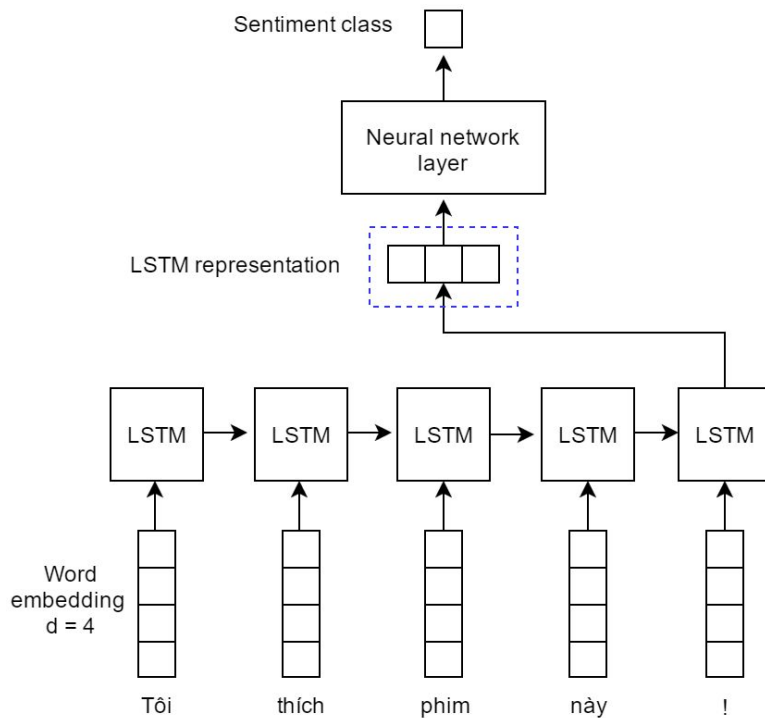 Sentiment class
Neural network
layer
LSTM representation
LSTM LSTM LSTM LSTM LSTM
Word
embedding
d = 4
Tôi thích phim này !